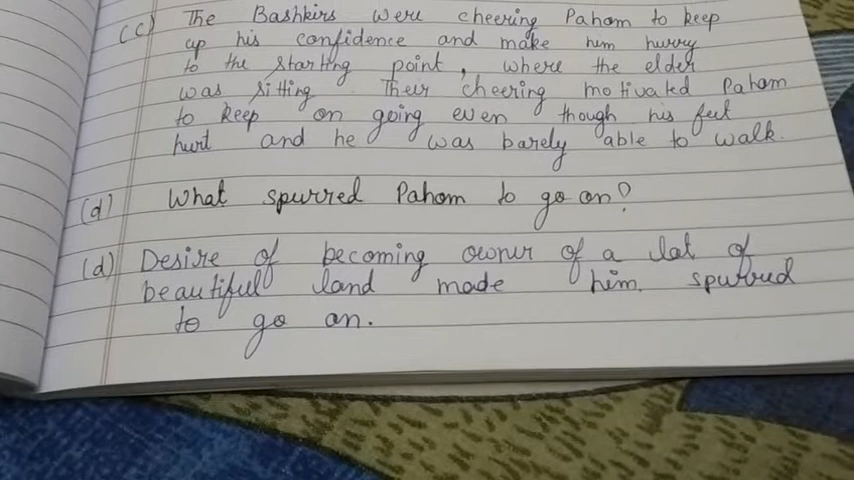 (c) The Bashkirs were cheering Pahom to keep
up his confidence and make him hurry
to the starting point, where the elder
was sitting. Their cheering motivated Pahom
to keep on going even though his feet
hurt and he was barely able to walk.
(d) What spurred Pahom to go on?
(d) Desire of becoming owner of a lot of
beautiful land made him spurred
to go on.